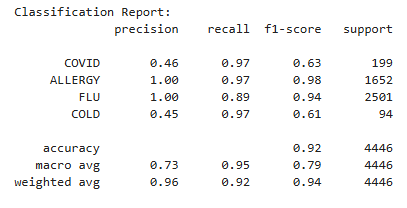 Classification Report:
precision recall f1-score support
COVID 0.46 0.97 0.63 199
ALLERGY 1.00 0.97 0.98 1652
FLU 1.00 0.89 0.94 2501
COLD 0.45 0.97 0.61 94
accuracy 0.92 4446
macro avg 0.73 0.95 0.79 4446
weighted avg 0.96 0.92 0.94 4446